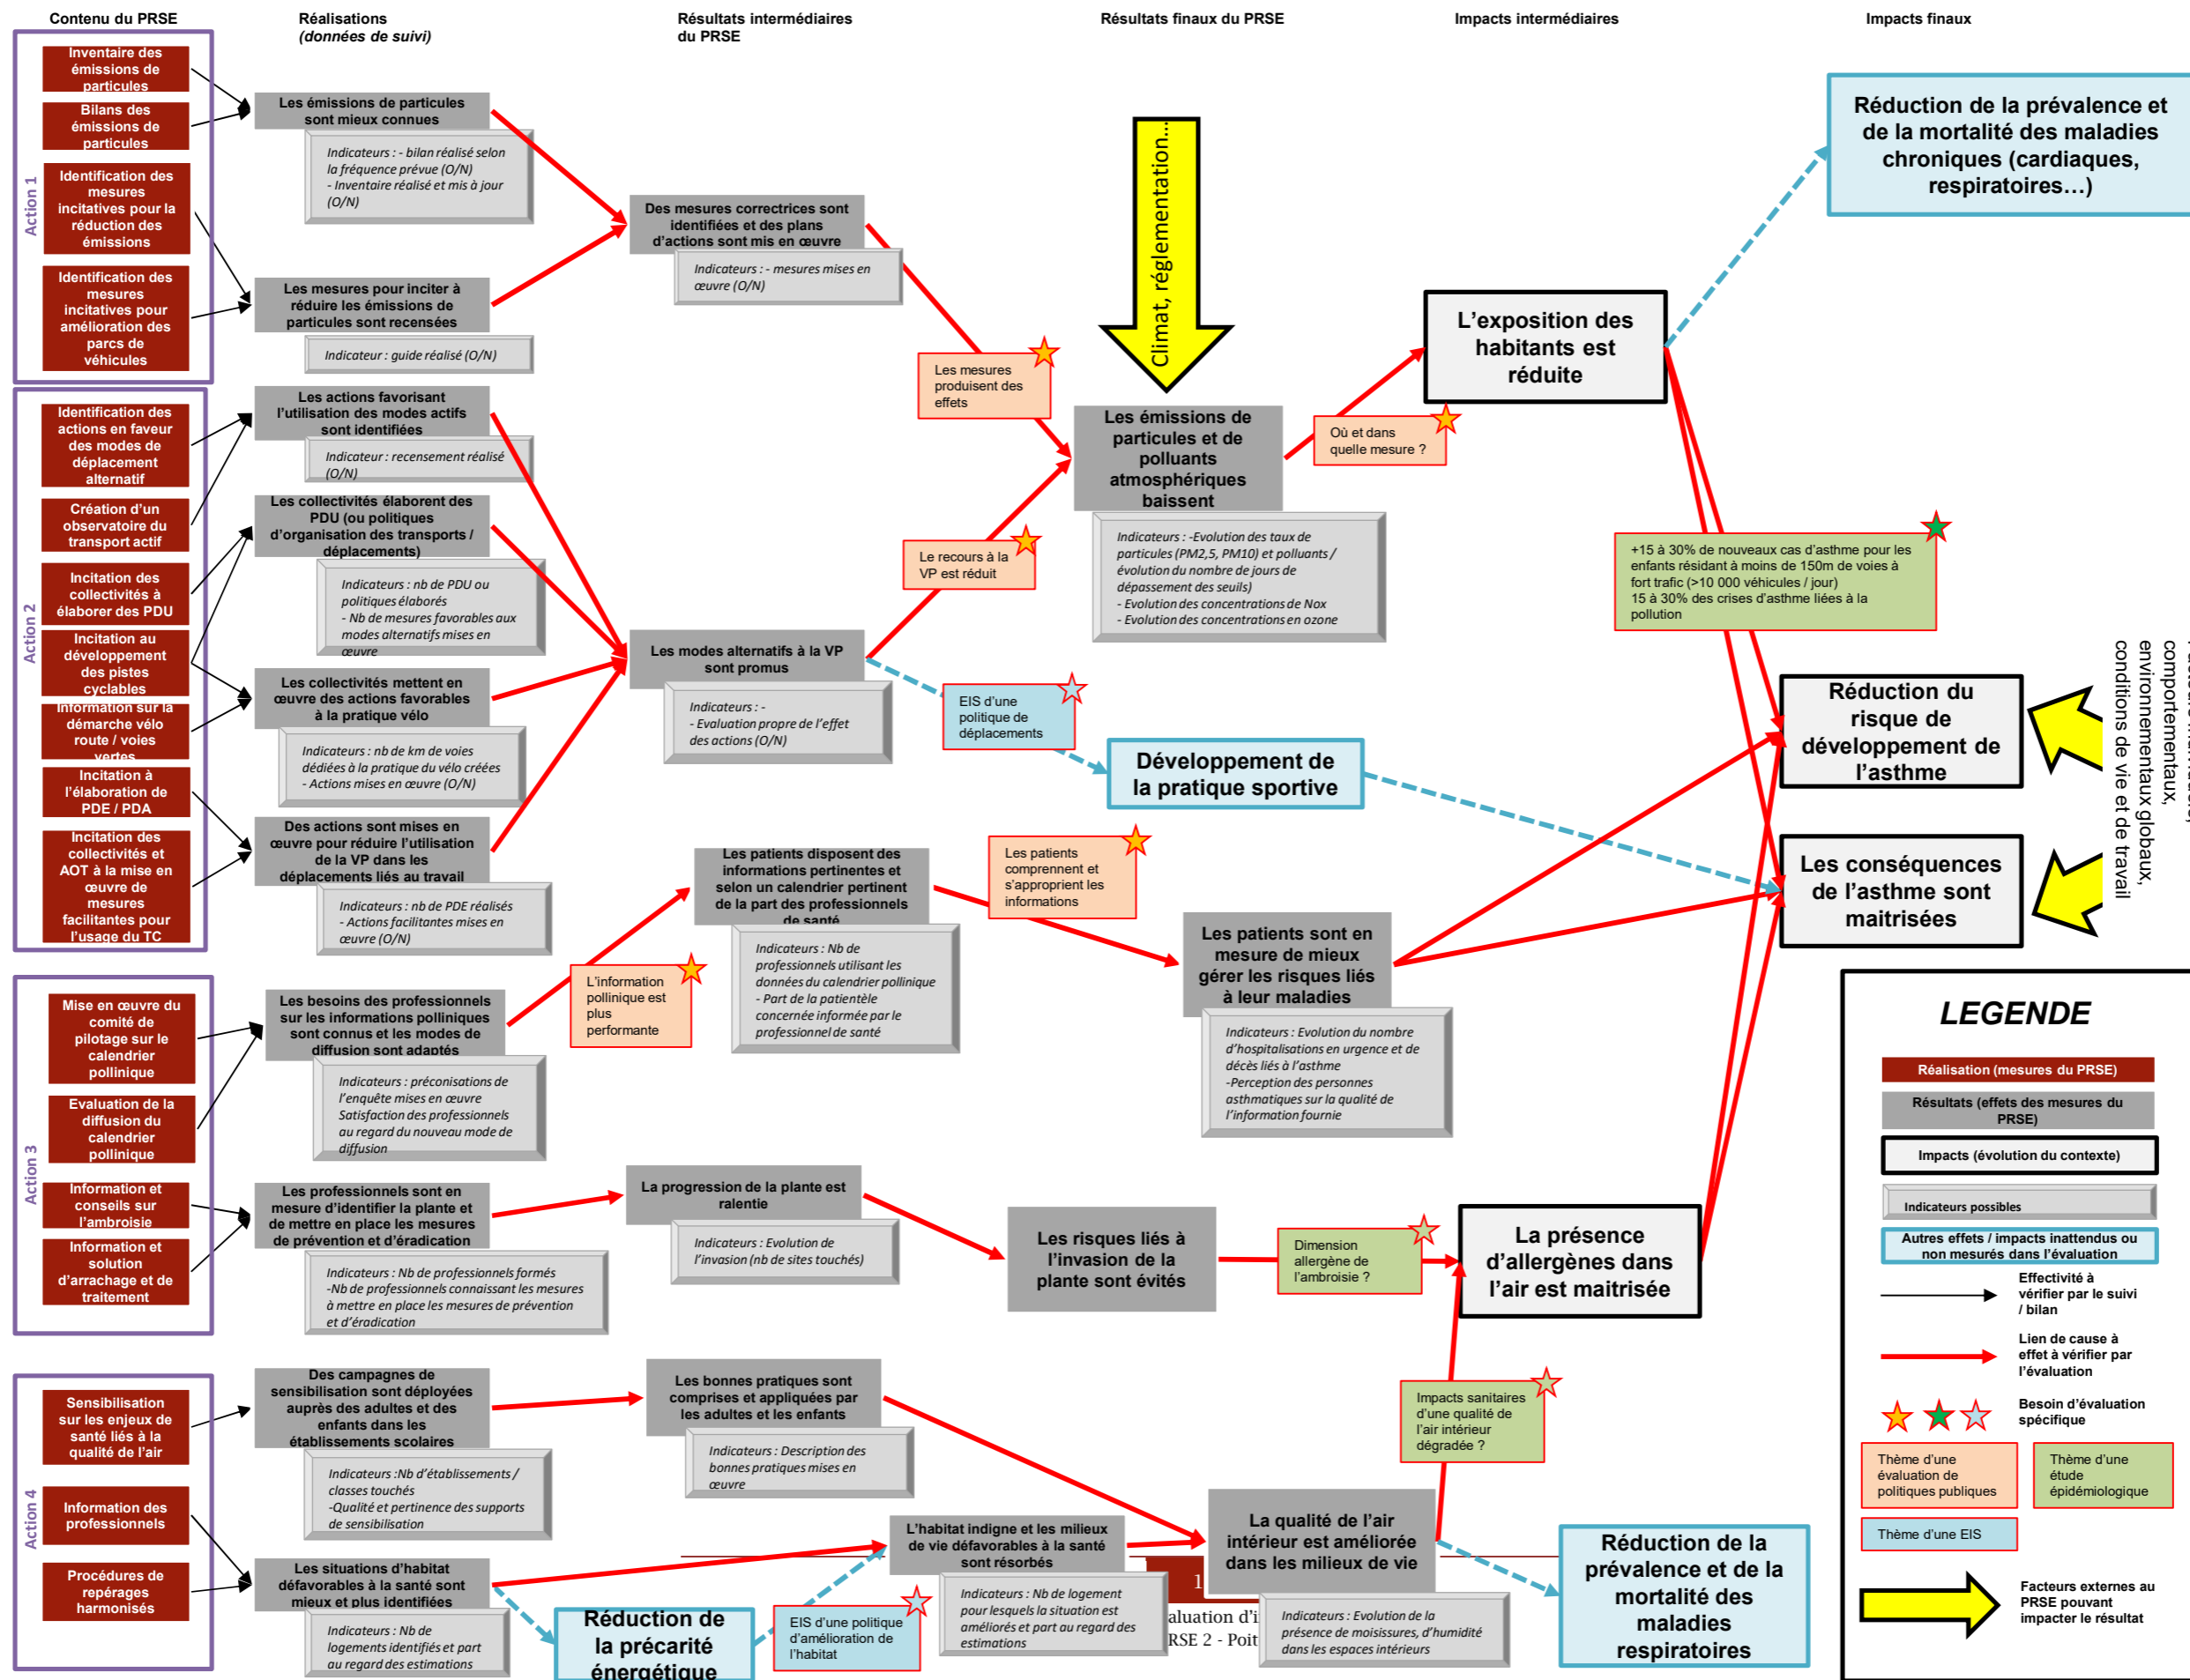 Contenu du PRSE
Réalisations
(données de suivi)
Résultats intermédiaires
du PRSE
Résultats finaux du PRSE
Impacts intermédiaires
Impacts finaux
Action 1
Inventaire des
émissions de
particules
Bilans des
émissions de
particules
Identification des
mesures
incitatives pour la
réduction des
émissions
Identification des
mesures
incitatives pour
amélioration des
parcs de
véhicules
Les émissions de particules
sont mieux connues
Indicateurs : - bilan réalisé selon
la fréquence prévue (O/N)
- Inventaire réalisé et mis à jour
(O/N)
Les mesures pour inciter à
réduire les émissions de
particules sont recensées
Indicateur : guide réalisé (O/N)
Des mesures correctrices sont
identifiées et des plans
d'actions sont mis en œuvre
Indicateurs : - mesures mises en
œuvre (O/N)
Les mesures
produisent des
effets
Climat, réglementation...
Les émissions de
particules et de
polluants
atmosphériques
baissent
Indicateurs : -Evolution des taux de
particules (PM2,5, PM10) et polluants /
évolution du nombre de jours de
dépassement des seuils)
- Evolution des concentrations de Nox
- Evolution des concentrations en ozone
Où et dans
quelle mesure ?
L'exposition des
habitants est
réduite
Réduction de la prévalence et
de la mortalité des maladies
chroniques (cardiaques,
respiratoires…)
+15 à 30% de nouveaux cas d'asthme pour les
enfants résidant à moins de 150m de voies à
fort trafic (>10 000 véhicules / jour)
15 à 30% des crises d'asthme liées à la
pollution
Action 2
Identification des
actions en faveur
des modes de
déplacement
alternatif
Création d'un
observatoire du
transport actif
Incitation des
collectivités à
élaborer des PDU
Incitation au
développement
des pistes
cyclables
Information sur la
démarche vélo
route / voies
vertes
Incitation à
l'élaboration de
PDE / PDA
Incitation des
collectivités et
AOT à la mise en
œuvre de
mesures
facilitantes pour
l'usage du TC
Les actions favorisant
l'utilisation des modes actifs
sont identifiées
Indicateur : recensement réalisé
(O/N)
Les collectivités élaborent des
PDU (ou politiques
d'organisation des transports /
déplacements)
Indicateurs : nb de PDU ou
politiques élaborés
- Nb de mesures favorables aux
modes alternatifs mises en
œuvre
Les collectivités mettent en
œuvre des actions favorables
à la pratique vélo
Indicateurs : nb de km de voies
dédiées à la pratique du vélo créées
- Actions mises en œuvre (O/N)
Des actions sont mises en
œuvre pour réduire l'utilisation
de la VP dans les
déplacements liés au travail
Indicateurs : nb de PDE réalisés
- Actions facilitantes mises en
œuvre (O/N)
Les modes alternatifs à la VP
sont promus
Indicateurs : -
- Evaluation propre de l'effet
des actions (O/N)
Le recours à la
VP est réduit
EIS d'une
politique de
déplacements
Développement de
la pratique sportive
Réduction du
risque de
développement de
l'asthme
Les conséquences
de l'asthme sont
maitrisées
comportementaux,
environnementaux globaux,
conditions de vie et de travail
Action 3
Mise en œuvre du
comité de
pilotage sur le
calendrier
pollinique
Evaluation de la
diffusion du
calendrier
pollinique
Information et
conseils sur
l'ambroisie
Information et
solution
d'arrachage et de
traitement
Les besoins des professionnels
sur les informations polliniques
sont connus et les modes de
diffusion sont adaptés
Indicateurs : préconisations de
l'enquête mises en œuvre
Satisfaction des professionnels
au regard du nouveau mode de
diffusion
L'information
pollinique est
plus
performante
Les patients disposent des
informations pertinentes et
selon un calendrier pertinent
de la part des professionnels
de santé
Indicateurs : Nb de
professionnels utilisant les
données du calendrier pollinique
- Part de la patientèle
concernée informée par le
professionnel de santé
Les patients
comprennent et
s'approprient les
informations
Les patients sont en
mesure de mieux
gérer les risques liés
à leur maladies
Indicateurs : Evolution du nombre
d'hospitalisations en urgence et de
décès liés à l'asthme
-Perception des personnes
asthmatiques sur la qualité de
l'information fournie
Les professionnels sont en
mesure d'identifier la plante et
de mettre en place les mesures
de prévention et d'éradication
Indicateurs : Nb de professionnels formés
-Nb de professionnels connaissant les mesures
à mettre en place les mesures de prévention
et d'éradication
La progression de la plante est
ralentie
Indicateurs : Evolution de
l'invasion (nb de sites touchés)
Les risques liés à
l'invasion de la
plante sont évités
Dimension
allergène de
l'ambroisie ?
La présence
d'allergènes dans
l'air est maitrisée
Action 4
Sensibilisation
sur les enjeux de
santé liés à la
qualité de l'air
Information des
professionnels
Procédures de
repérages
harmonisés
Des campagnes de
sensibilisation sont déployées
auprès des adultes et des
enfants dans les
établissements scolaires
Indicateurs :Nb d'établissements /
classes touchés
-Qualité et pertinence des supports
de sensibilisation
Les situations d'habitat
défavorables à la santé sont
mieux et plus identifiées
Indicateurs : Nb de
logements identifiés et part
au regard des estimations
Les bonnes pratiques sont
comprises et appliquées par
les adultes et les enfants
Indicateurs : Description des
bonnes pratiques mises en
œuvre
Réduction de
la précarité
énergétique
EIS d'une politique
d'amélioration de
l'habitat
L'habitat indigne et les milieux
de vie défavorables à la santé
sont résorbés
Indicateurs : Nb de logement
pour lesquels la situation est
améliorés et part au regard des
estimations
1
aluation d'i
RSE 2 - Poit
La qualité de l'air
intérieur est améliorée
dans les milieux de vie
Indicateurs : Evolution de la
présence de moisissures, d'humidité
dans les espaces intérieurs
Impacts sanitaires
d'une qualité de
l'air intérieur
dégradée ?
Réduction de la
prévalence et de la
mortalité des
maladies
respiratoires
LEGENDE
Réalisation (mesures du PRSE)
Résultats (effets des mesures du
PRSE)
Impacts (évolution du contexte)
Indicateurs possibles
Autres effets / impacts inattendus ou
non mesurés dans l'évaluation
Effectivité à
vérifier par le suivi
/ bilan
Lien de cause à
effet à vérifier par
l'évaluation
Besoin d'évaluation
spécifique
Thème d'une
évaluation de
politiques publiques
Thème d'une
étude
épidémiologique
Thème d'une EIS
Facteurs externes au
PRSE pouvant
impacter le résultat